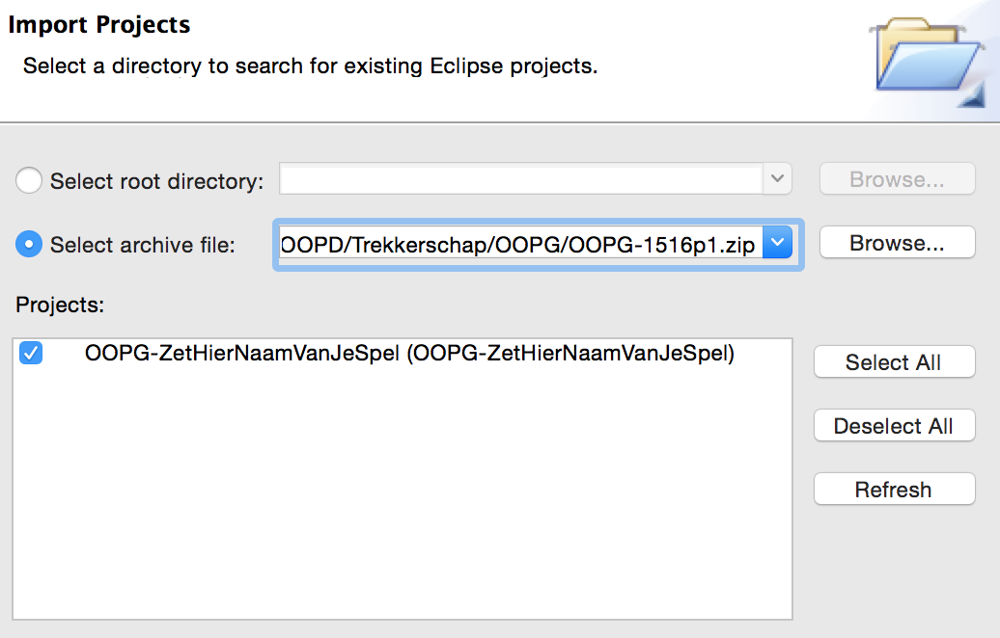 Import Projects
Select a directory to search for existing Eclipse projects.
Select root directory:
Browse...
Select archive file:
OOPD/Trekkerschap/OOPG/OOPG-1516p1.zip
Browse...
Projects:
OOPG-ZetHierNaamVanJeSpel (OOPG-ZetHierNaamVanJeSpel)
Select All
Deselect All
Refresh